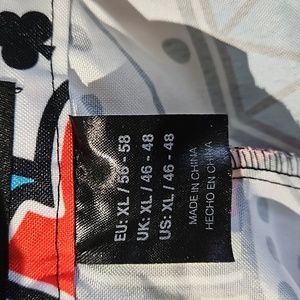 EU: XL / 56 - 58
UK: XL / 46 - 48
US: XL / 46 - 48
MADE IN CHINA
HECHO EN CHINA